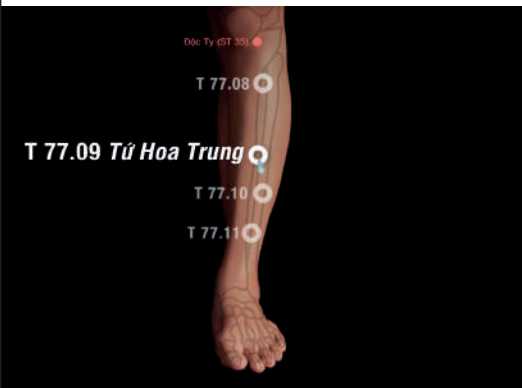 Độc Tỵ (ST 35)
T 77.08
T 77.09 Tứ Hoa Trung
T 77.10
T 77.11